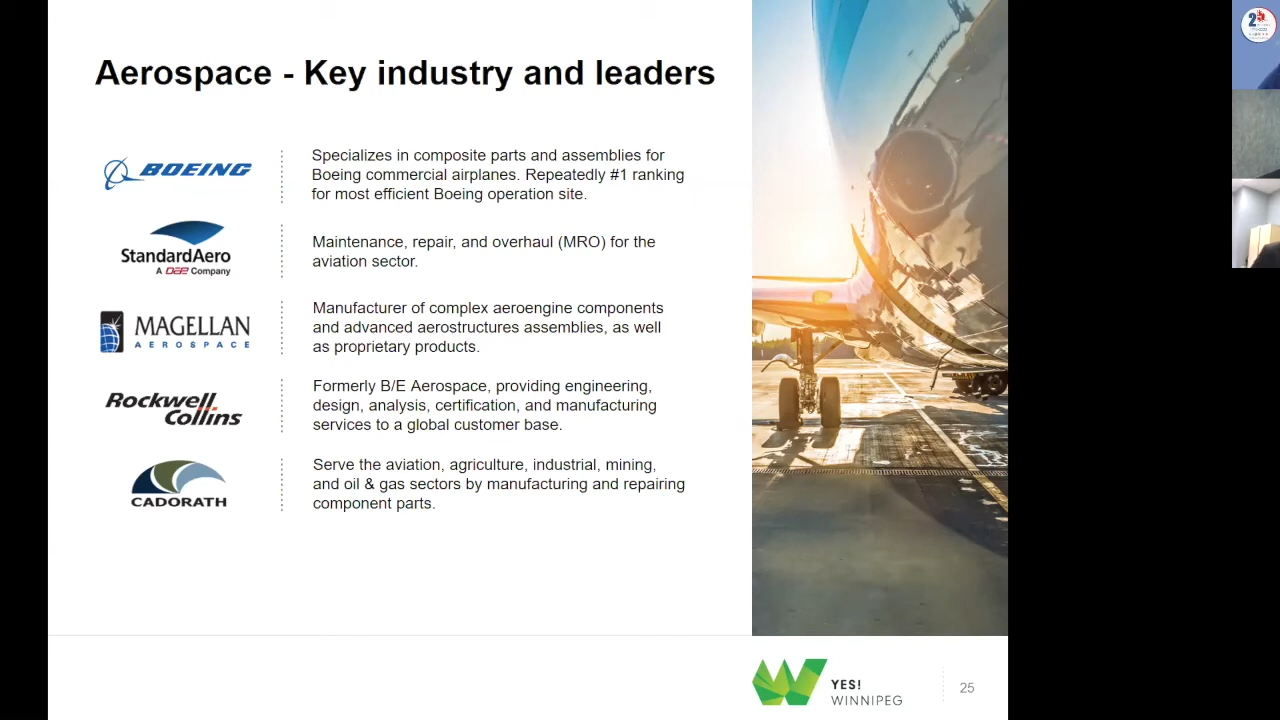 Aerospace - Key industry and leaders
BOEING
Specializes in composite parts and assemblies for
Boeing commercial airplanes. Repeatedly #1 ranking
for most efficient Boeing operation site.
StandardAero
A DAE Company
Maintenance, repair, and overhaul (MRO) for the
aviation sector.
MAGELLAN
AEROSPACE
Manufacturer of complex aeroengine components
and advanced aerostructures assemblies, as well
as proprietary products.
Rockwell
Collins
Formerly B/E Aerospace, providing engineering,
design, analysis, certification, and manufacturing
services to a global customer base.
CADORATH
Serve the aviation, agriculture, industrial, mining,
and oil & gas sectors by manufacturing and repairing
component parts.
YES!
WINNIPEG
25